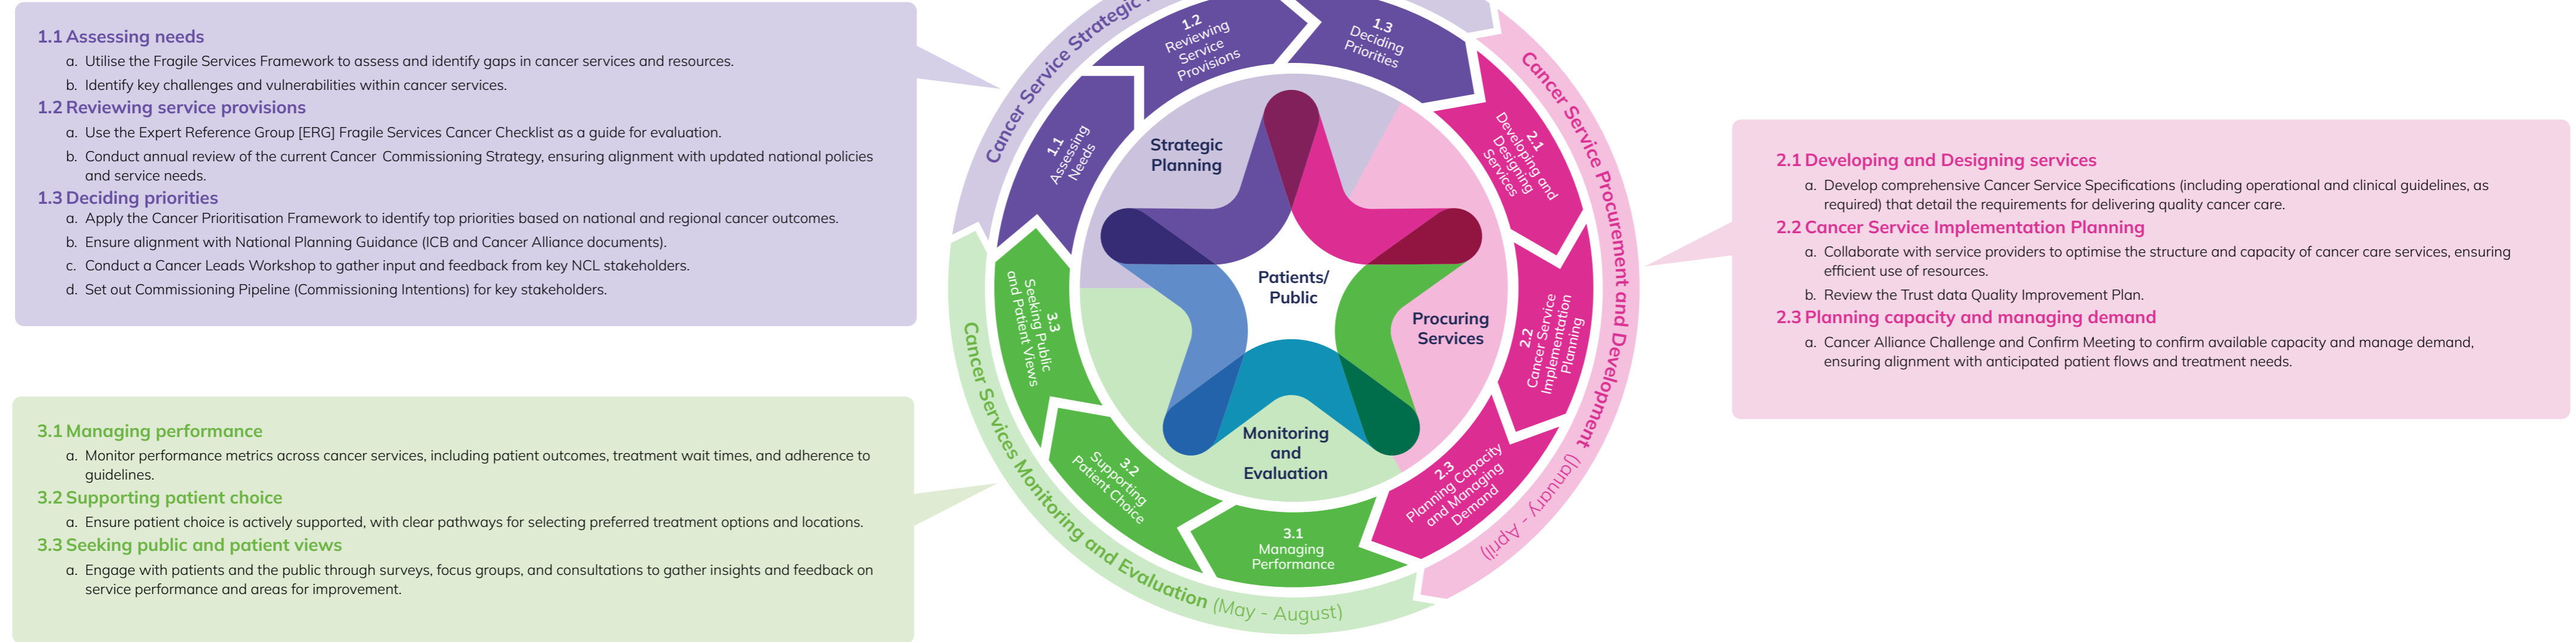 1.1 Assessing needs
a. Utilise the Fragile Services Framework to assess and identify gaps in cancer services and resources.
b. Identify key challenges and vulnerabilities within cancer services.
1.2 Reviewing service provisions
a. Use the Expert Reference Group [ERG] Fragile Services Cancer Checklist as a guide for evaluation.
b. Conduct annual review of the current Cancer Commissioning Strategy, ensuring alignment with updated national policies
and service needs.
1.3 Deciding priorities
a. Apply the Cancer Prioritisation Framework to identify top priorities based on national and regional cancer outcomes.
b. Ensure alignment with National Planning Guidance (ICB and Cancer Alliance documents).
c. Conduct a Cancer Leads Workshop to gather input and feedback from key NCL stakeholders.
d. Set out Commissioning Pipeline (Commissioning Intentions) for key stakeholders.
3.1 Managing performance
a. Monitor performance metrics across cancer services, including patient outcomes, treatment wait times, and adherence to
guidelines.
3.2 Supporting patient choice
a. Ensure patient choice is actively supported, with clear pathways for selecting preferred treatment options and locations.
3.3 Seeking public and patient views
a. Engage with patients and the public through surveys, focus groups, and consultations to gather insights and feedback on
service performance and areas for improvement.
Cancer Service Strategic
1.1
Assessing
Needs
1.2
Reviewing
Service
Provisions
1.3
Deciding
Priorities
Cancer Service Procurement and Development (January - April)
2.1
Developing and
Designing
Services
2.2
Cancer Service
Implementation
Planning
2.3
Planning Capacity
and Managing
Demand
Cancer Services Monitoring and Evaluation (May - August)
3.1
Managing
Performance
3.2
Supporting
Patient Choice
3.3
Seeking Public
and Patient Views
Strategic
Planning
Patients/
Public
Procuring
Services
Monitoring
and
Evaluation
2.1 Developing and Designing services
a. Develop comprehensive Cancer Service Specifications (including operational and clinical guidelines, as
required) that detail the requirements for delivering quality cancer care.
2.2 Cancer Service Implementation Planning
a. Collaborate with service providers to optimise the structure and capacity of cancer care services, ensuring
efficient use of resources.
b. Review the Trust data Quality Improvement Plan.
2.3 Planning capacity and managing demand
a. Cancer Alliance Challenge and Confirm Meeting to confirm available capacity and manage demand,
ensuring alignment with anticipated patient flows and treatment needs.